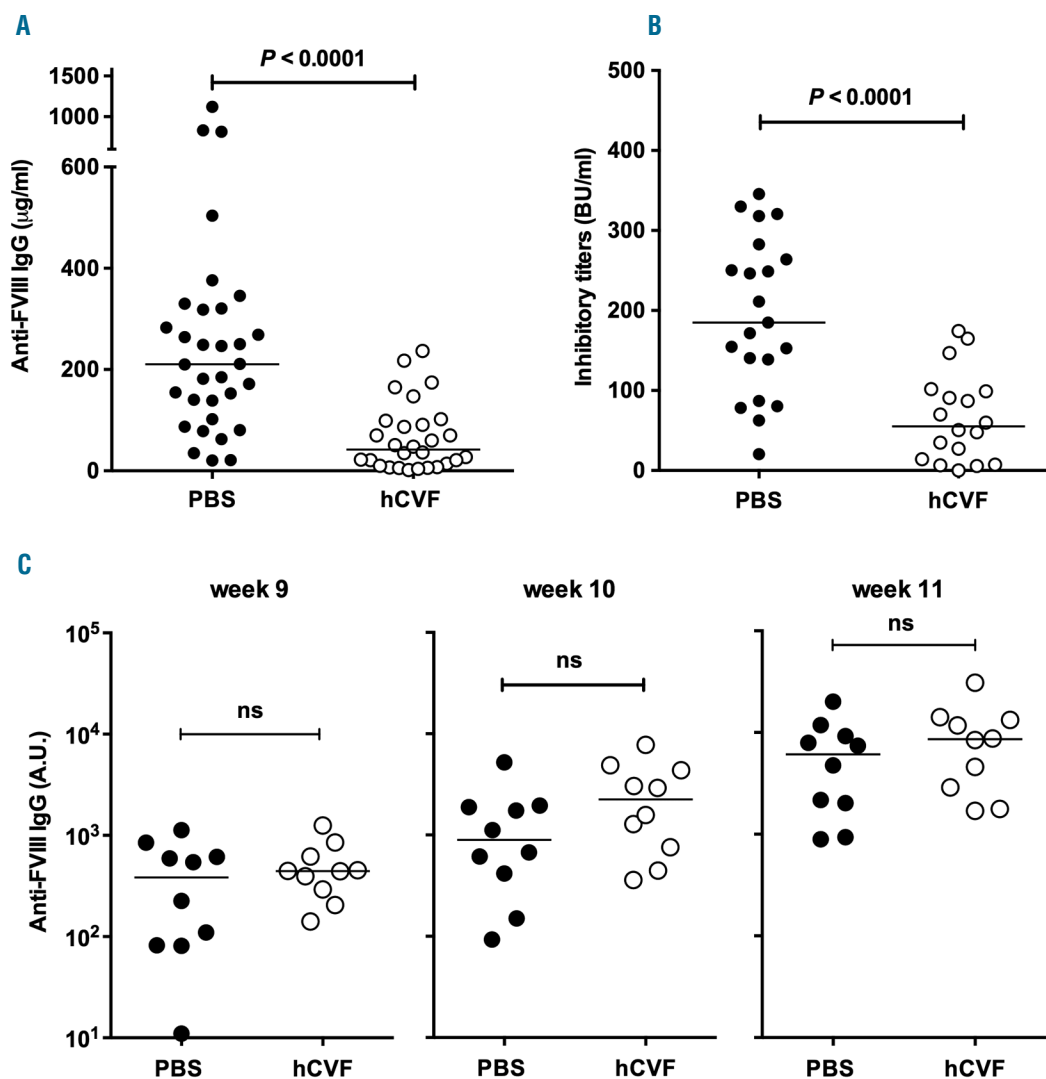 A
B
P < 0.0001
P < 0.0001
Anti-FVIII IgG (µg/ml)
1500
1000
600
400
200
0
PBS
hCVF
Inhibitory titers (BU/ml)
500
400
300
200
100
0
PBS
hCVF
C
week 9
week 10
week 11
Anti-FVIII IgG (A.U.)
10⁵
10⁴
10³
10²
10¹
ns
ns
ns
PBS
hCVF
PBS
hCVF
PBS
hCVF